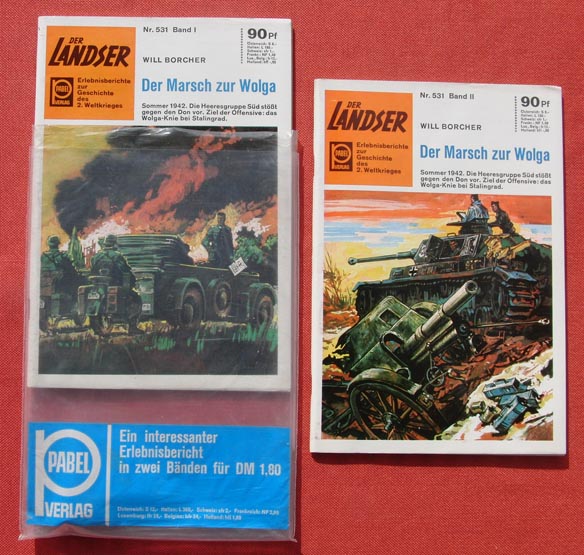 Nr. 531 Band I
90 Pf
DER
LANDSER
WILL BORCHER
PABEL
VERLAG
Erlebnisberichte
zur
Geschichte
des
2. Weltkrieges
Der Marsch zur Wolga
Sommer 1942. Die Heeresgruppe Süd stößt
gegen den Don vor. Ziel der Offensive: das
Wolga-Knie bei Stalingrad.
PABEL
VERLAG
Ein interessanter
Erlebnisbericht
in zwei Bänden für DM 1,80
Nr. 531 Band II
90 Pf
DER
LANDSER
WILL BORCHER
PABEL
VERLAG
Erlebnisberichte
zur
Geschichte
des
2. Weltkrieges
Der Marsch zur Wolga
Sommer 1942. Die Heeresgruppe Süd stößt
gegen den Don vor. Ziel der Offensive: das
Wolga-Knie bei Stalingrad.